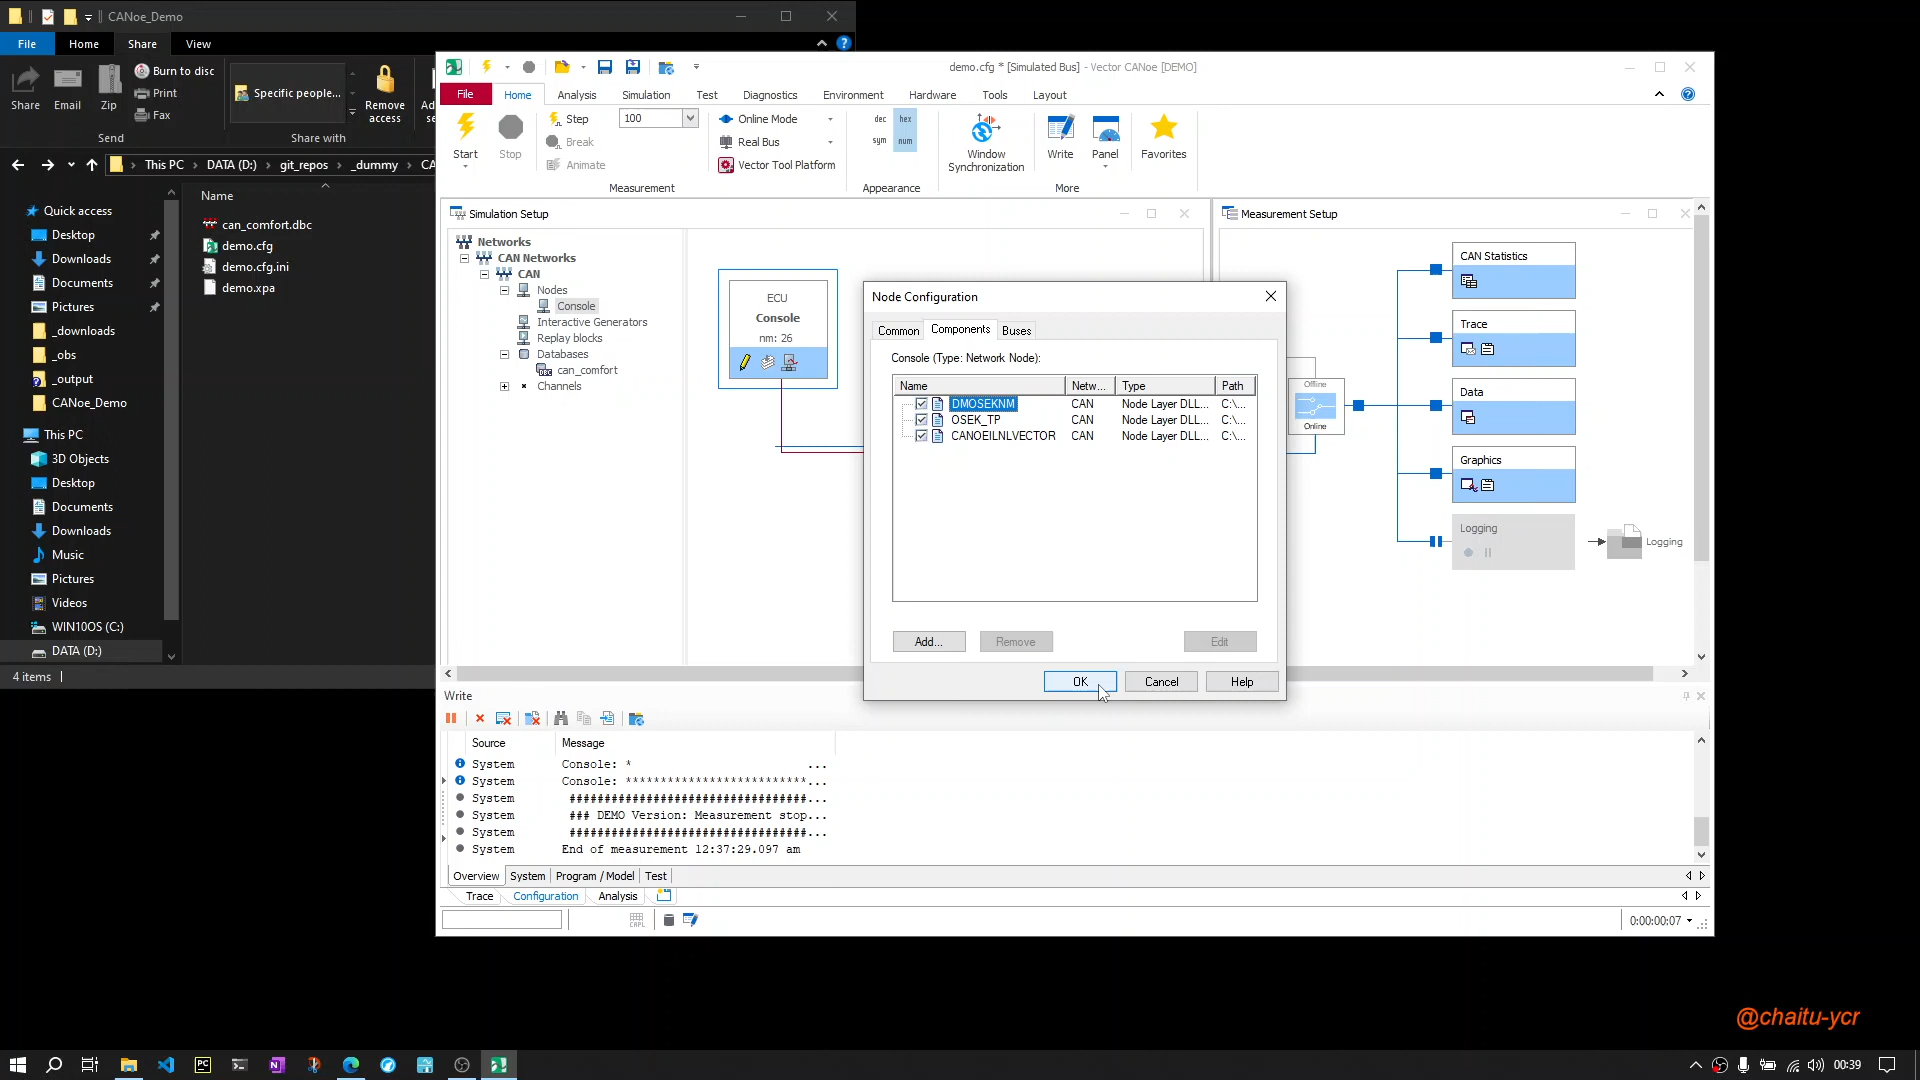 CANoe_Demo
File
Home
Share
View
Share
Email
Zip
Burn to disc
Print
Fax
Specific people...
Remove access
Send
Share with
This PC
DATA (D:)
git_repos
_dummy
Name
can_comfort.dbc
demo.cfg
demo.cfg.ini
demo.xpa
Quick access
Desktop
Downloads
Documents
Pictures
_downloads
_obs
_output
CANoe_Demo
This PC
3D Objects
Desktop
Documents
Downloads
Music
Pictures
Videos
WIN10OS (C:)
DATA (D:)
4 items
demo.cfg * [Simulated Bus] - Vector CANoe [DEMO]
File
Home
Analysis
Simulation
Test
Diagnostics
Environment
Hardware
Tools
Layout
Start
Stop
Step
100
Break
Animate
Online Mode
Real Bus
Vector Tool Platform
Measurement
dec
hex
sym
num
Appearance
Window Synchronization
Write
Panel
Favorites
More
Simulation Setup
Networks
CAN Networks
CAN
Nodes
Console
Interactive Generators
Replay blocks
Databases
can_comfort
Channels
ECU
Console
nm: 26
Measurement Setup
Offline
Online
CAN Statistics
Trace
Data
Graphics
Logging
Logging
Node Configuration
Common
Components
Buses
Console (Type: Network Node):
Name
Netw...
Type
Path
DMOSEKNM CAN Node Layer DLL... C:\...
OSEK_TP CAN Node Layer DLL... C:\...
CANOEILNLVECTOR CAN Node Layer DLL... C:\...
Add...
Remove
Edit
OK
Cancel
Help
Write
Source Message
System Console: * ...
System Console: **************************...
System ##################################...
System ### DEMO Version: Measurement stop...
System ##################################...
System End of measurement 12:37:29.097 am
Overview
System
Program / Model
Test
Trace
Configuration
Analysis
CAPL
0:00:00:07
@chaitu-ycr
00:39